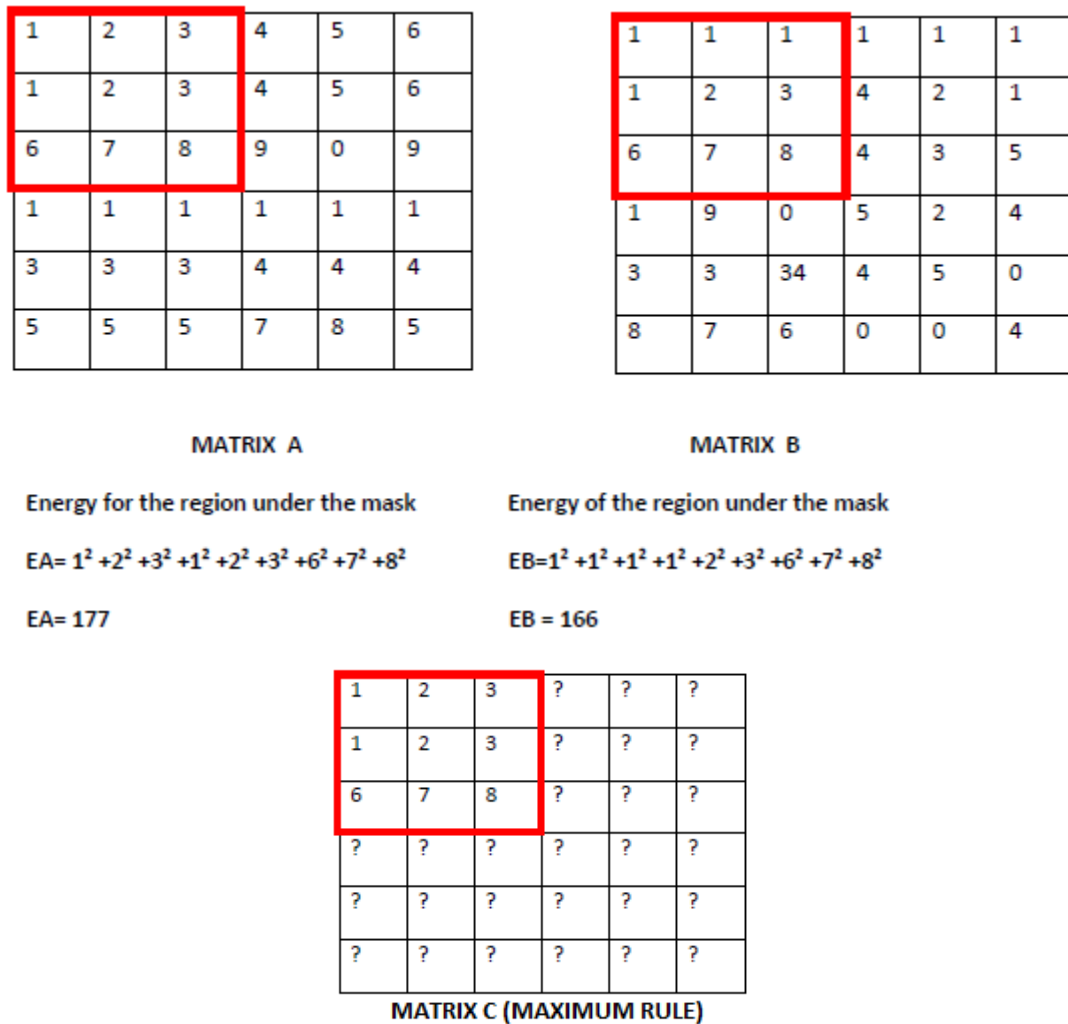 1 2 3 4 5 6
1 2 3 4 5 6
6 7 8 9 0 9
1 1 1 1 1 1
3 3 3 4 4 4
5 5 5 7 8 5
1 1 1 1 1 1
1 2 3 4 2 1
6 7 8 4 3 5
1 9 0 5 2 4
3 3 34 4 5 0
8 7 6 0 0 4
MATRIX A
MATRIX B
Energy for the region under the mask
Energy of the region under the mask
EA= 1² +2² +3² +1² +2² +3² +6² +7² +8²
EB=1² +1² +1² +1² +2² +3² +6² +7² +8²
EA= 177
EB = 166
1 2 3 ? ? ?
1 2 3 ? ? ?
6 7 8 ? ? ?
? ? ? ? ? ?
? ? ? ? ? ?
? ? ? ? ? ?
MATRIX C (MAXIMUM RULE)